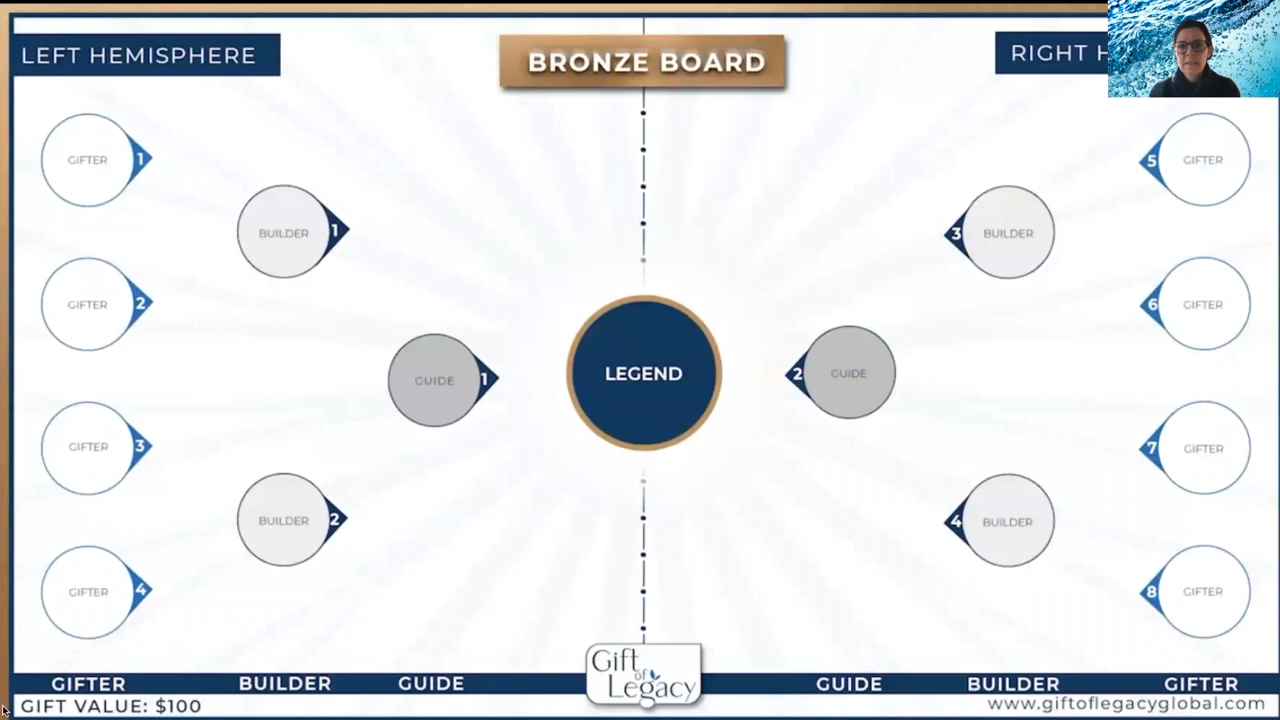 LEFT HEMISPHERE
BRONZE BOARD
RIGHT H
GIFTER 1
5 GIFTER
BUILDER 1
3 BUILDER
GIFTER 2
6 GIFTER
GUIDE 1
LEGEND
2 GUIDE
GIFTER 3
7 GIFTER
BUILDER 2
4 BUILDER
GIFTER 4
8 GIFTER
Gift
of
Legacy
GIFTER BUILDER GUIDE GUIDE BUILDER GIFTER
GIFT VALUE: $100
www.giftoflegacyglobal.com